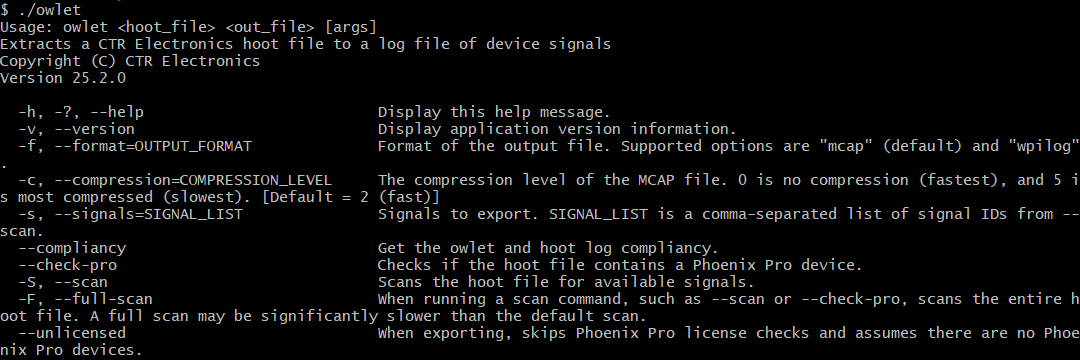 $ ./owlet
Usage: owlet <hoot_file> <out_file> [args]
Extracts a CTR Electronics hoot file to a log file of device signals
Copyright (C) CTR Electronics
Version 25.2.0
-h, -?, --help                          Display this help message.
-v, --version                           Display application version information.
-f, --format=OUTPUT_FORMAT              Format of the output file. Supported options are "mcap" (default) and "wpilog"
.
-c, --compression=COMPRESSION_LEVEL     The compression level of the MCAP file. 0 is no compression (fastest), and 5 i
s most compressed (slowest). [Default = 2 (fast)]
-s, --signals=SIGNAL_LIST               Signals to export. SIGNAL_LIST is a comma-separated list of signal IDs from --
scan.
--compliancy                            Get the owlet and hoot log compliancy.
--check-pro                             Checks if the hoot file contains a Phoenix Pro device.
-S, --scan                              Scans the hoot file for available signals.
-F, --full-scan                         When running a scan command, such as --scan or --check-pro, scans the entire h
oot file. A full scan may be significantly slower than the default scan.
--unlicensed                            When exporting, skips Phoenix Pro license checks and assumes there are no Phoe
nix Pro devices.